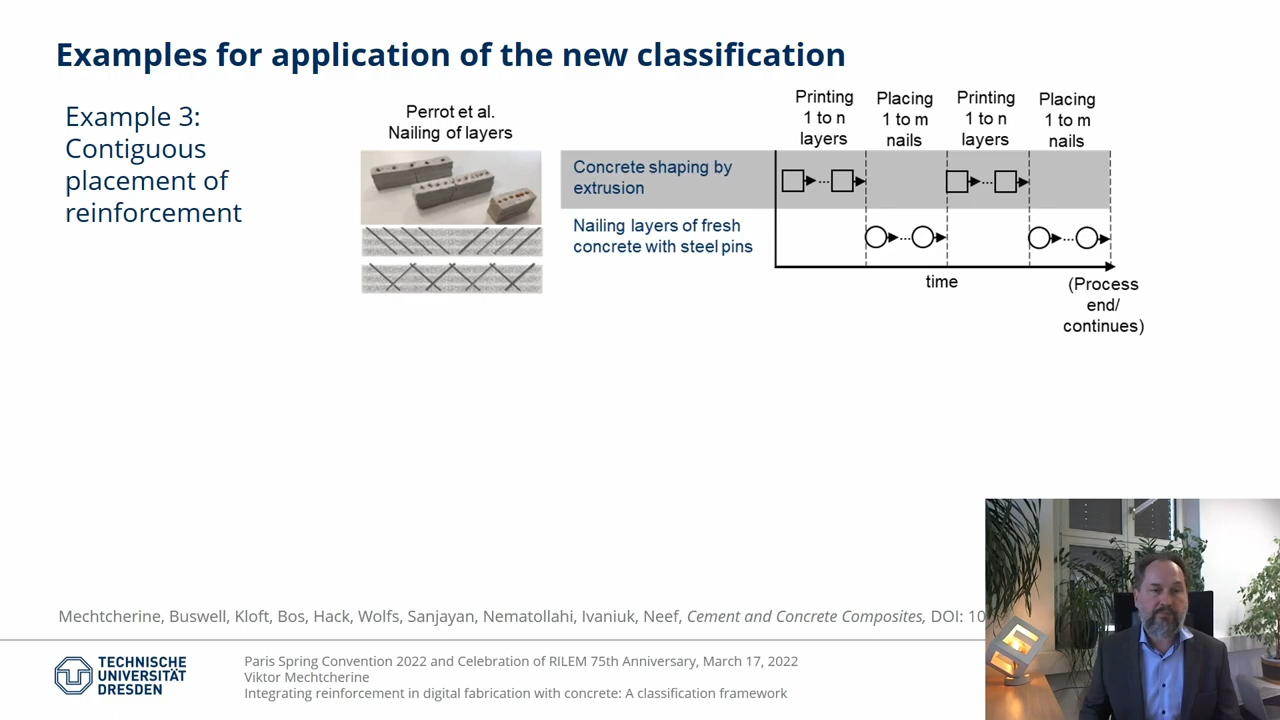 Examples for application of the new classification
Example 3:
Contiguous
placement of
reinforcement
Perrot et al.
Nailing of layers
Printing
1 to n
layers
Placing
1 to m
nails
Printing
1 to n
layers
Placing
1 to m
nails
Concrete shaping by
extrusion
Nailing layers of fresh
concrete with steel pins
time
(Process
end/
continues)
Mechtcherine, Buswell, Kloft, Bos, Hack, Wolfs, Sanjayan, Nematollahi, Ivaniuk, Neef, Cement and Concrete Composites, DOI: 10
TECHNISCHE
UNIVERSITÄT
DRESDEN
Paris Spring Convention 2022 and Celebration of RILEM 75th Anniversary, March 17, 2022
Viktor Mechtcherine
Integrating reinforcement in digital fabrication with concrete: A classification framework